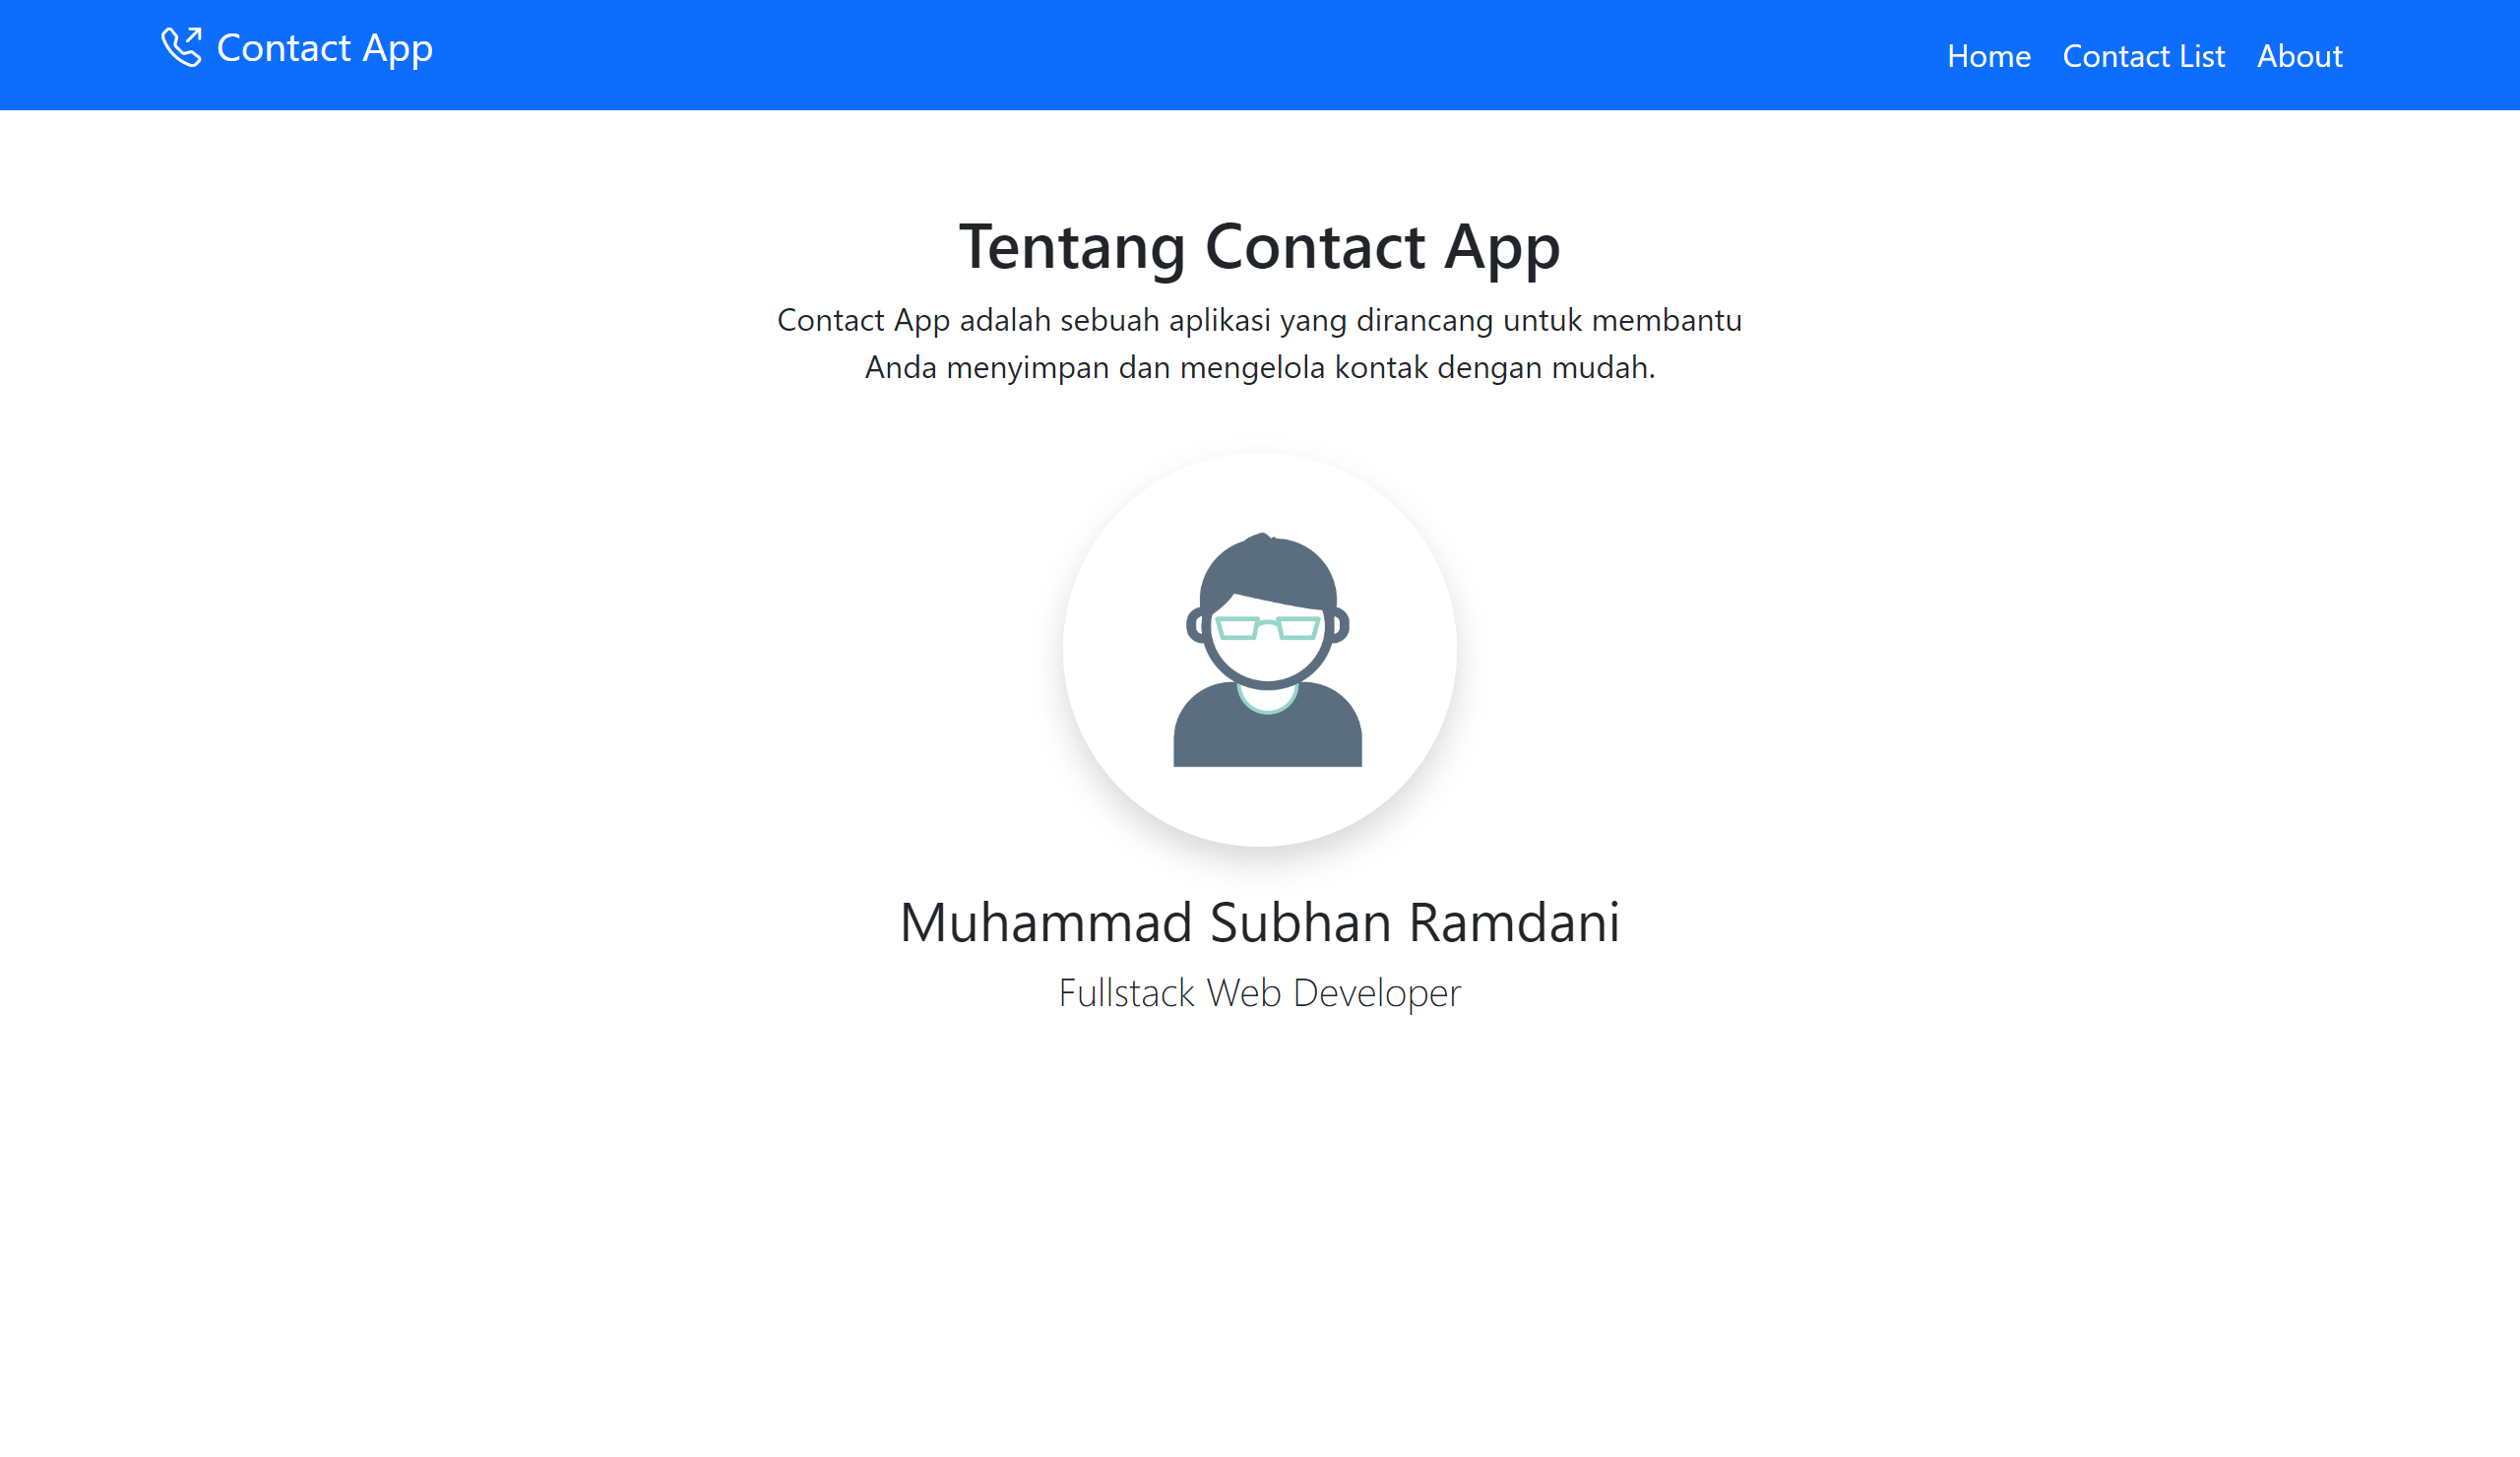 Contact App
Home Contact List About
Tentang Contact App
Contact App adalah sebuah aplikasi yang dirancang untuk membantu
Anda menyimpan dan mengelola kontak dengan mudah.
Muhammad Subhan Ramdani
Fullstack Web Developer